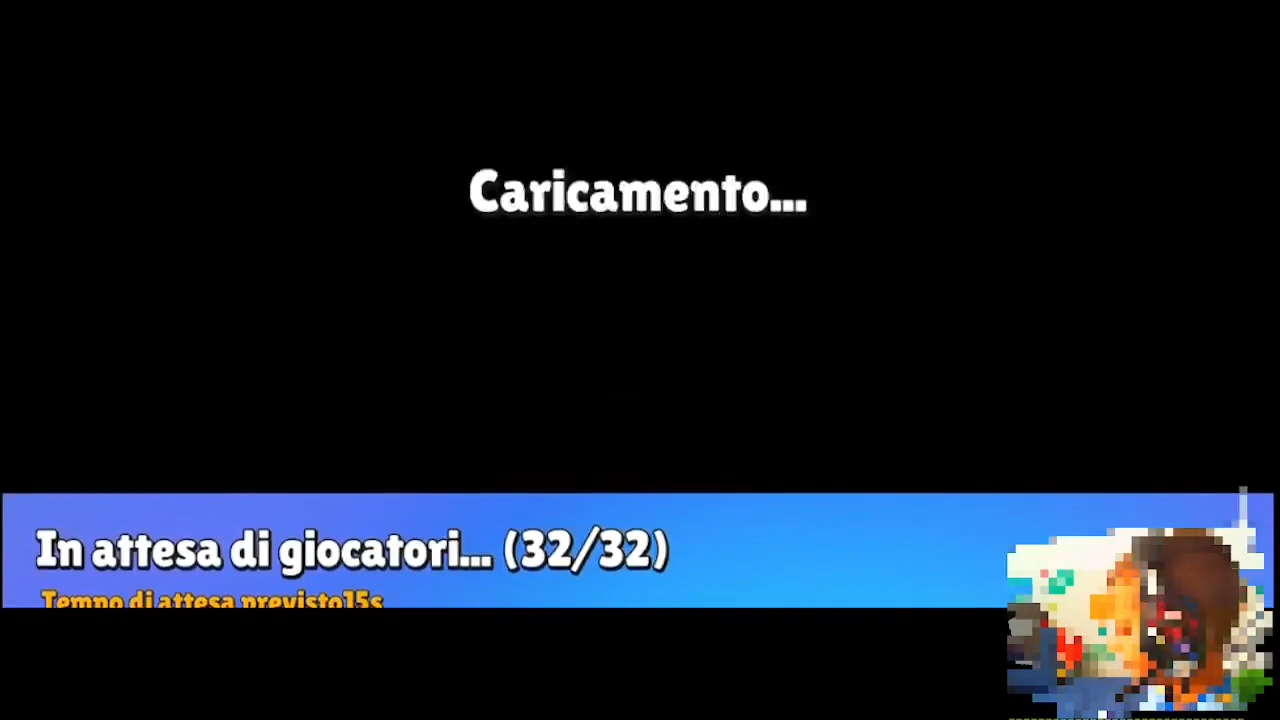 Caricamento...
In attesa di giocatori... (32/32)
Tempo di attesa previsto15s